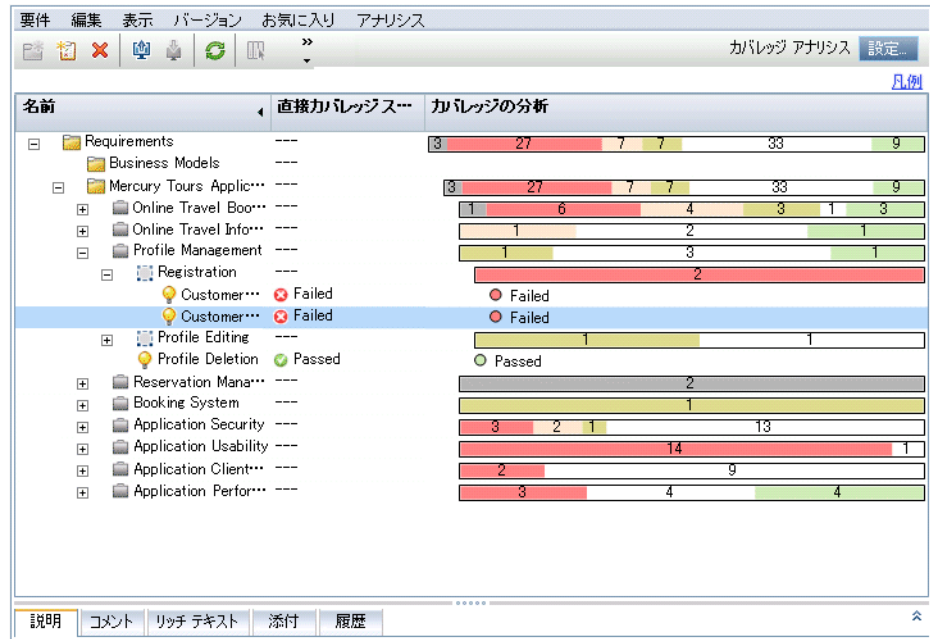 要件 編集 表示 バージョン お気に入り アナリシス
カバレッジ アナリシス 設定...
凡例
名前 直接カバレッジ ス… カバレッジの分析
Requirements --- 3 27 7 7 33 9
Business Models ---
Mercury Tours Applic… --- 3 27 7 7 33 9
Online Travel Boo… --- 1 6 4 3 1 3
Online Travel Info… --- 1 2 1
Profile Management --- 1 3 1
Registration --- 2
Customer… Failed Failed
Customer… Failed Failed
Profile Editing --- 1 1
Profile Deletion Passed Passed
Reservation Mana… --- 2
Booking System --- 1
Application Security --- 3 2 1 13
Application Usability --- 14 1
Application Client… --- 2 9
Application Perfor… --- 3 4 4
説明 コメント リッチ テキスト 添付 履歴